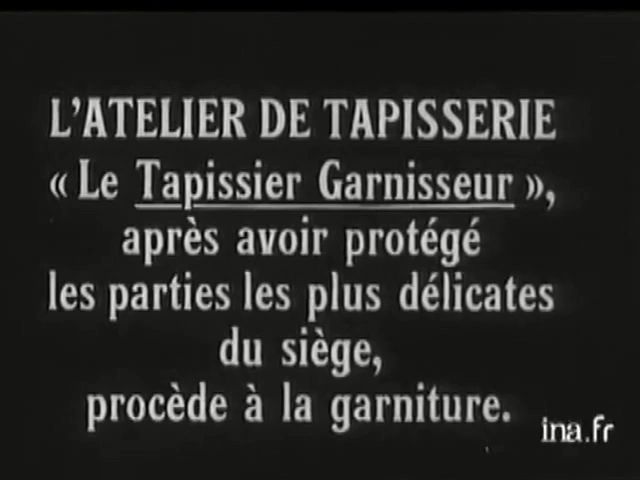 L'ATELIER DE TAPISSERIE
« Le Tapissier Garnisseur »,
après avoir protégé
les parties les plus délicates
du siège,
procède à la garniture.
ina.fr